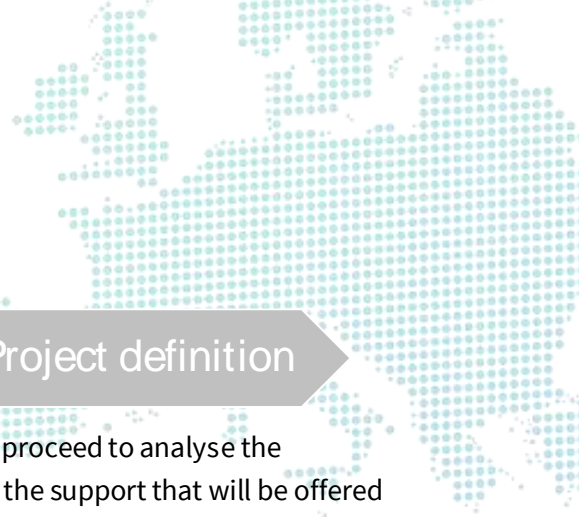 Project definition
proceed to analyse the
the support that will be offered